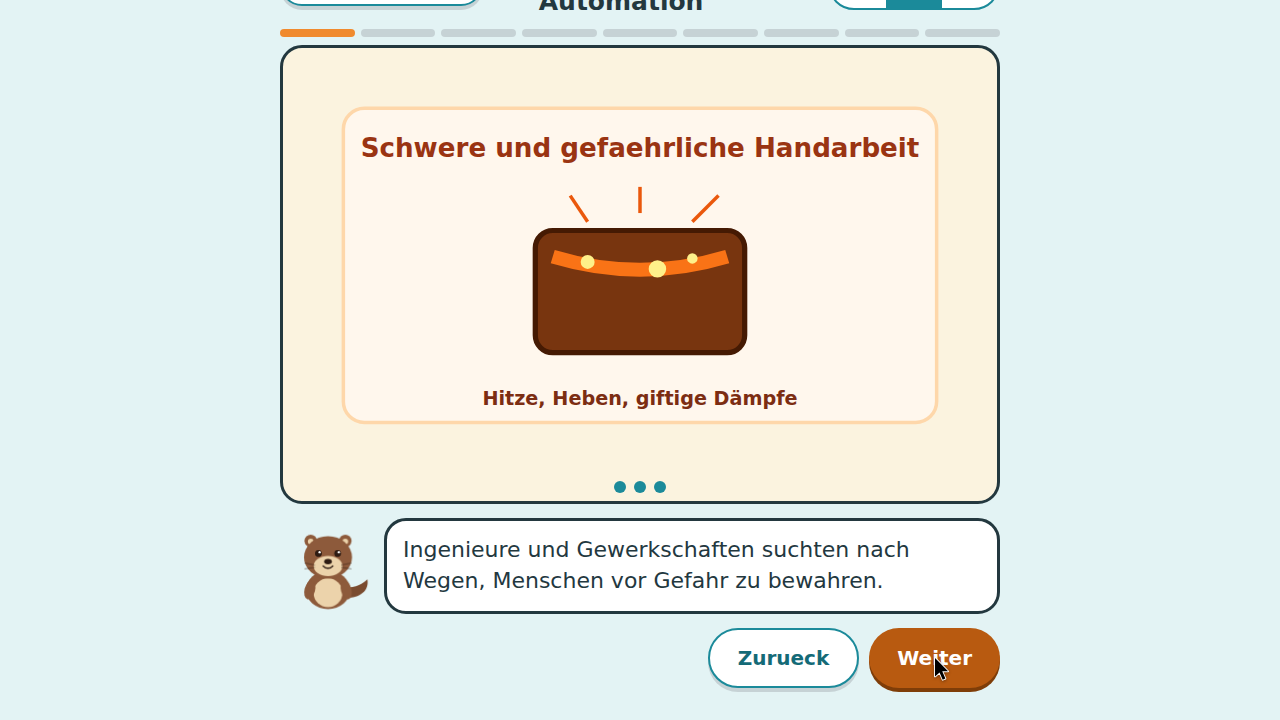 Automation
Schwere und gefaehrliche Handarbeit
Hitze, Heben, giftige Dämpfe
Ingenieure und Gewerkschaften suchten nach
Wegen, Menschen vor Gefahr zu bewahren.
Zurueck
Weiter